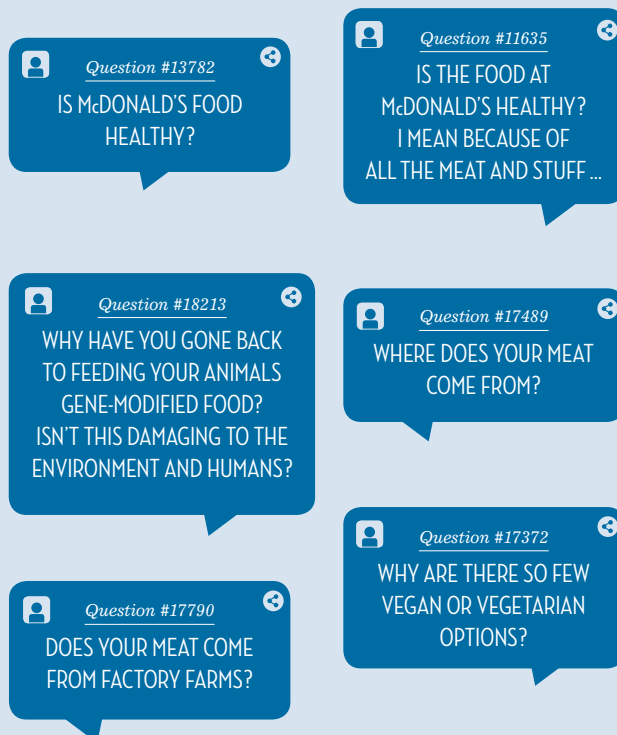 Question #13782
IS McDONALD'S FOOD
HEALTHY?
Question #11635
IS THE FOOD AT
McDONALD'S HEALTHY?
I MEAN BECAUSE OF
ALL THE MEAT AND STUFF ...
Question #18213
WHY HAVE YOU GONE BACK
TO FEEDING YOUR ANIMALS
GENE-MODIFIED FOOD?
ISN'T THIS DAMAGING TO THE
ENVIRONMENT AND HUMANS?
Question #17489
WHERE DOES YOUR MEAT
COME FROM?
Question #17372
WHY ARE THERE SO FEW
VEGAN OR VEGETARIAN
OPTIONS?
Question #17790
DOES YOUR MEAT COME
FROM FACTORY FARMS?